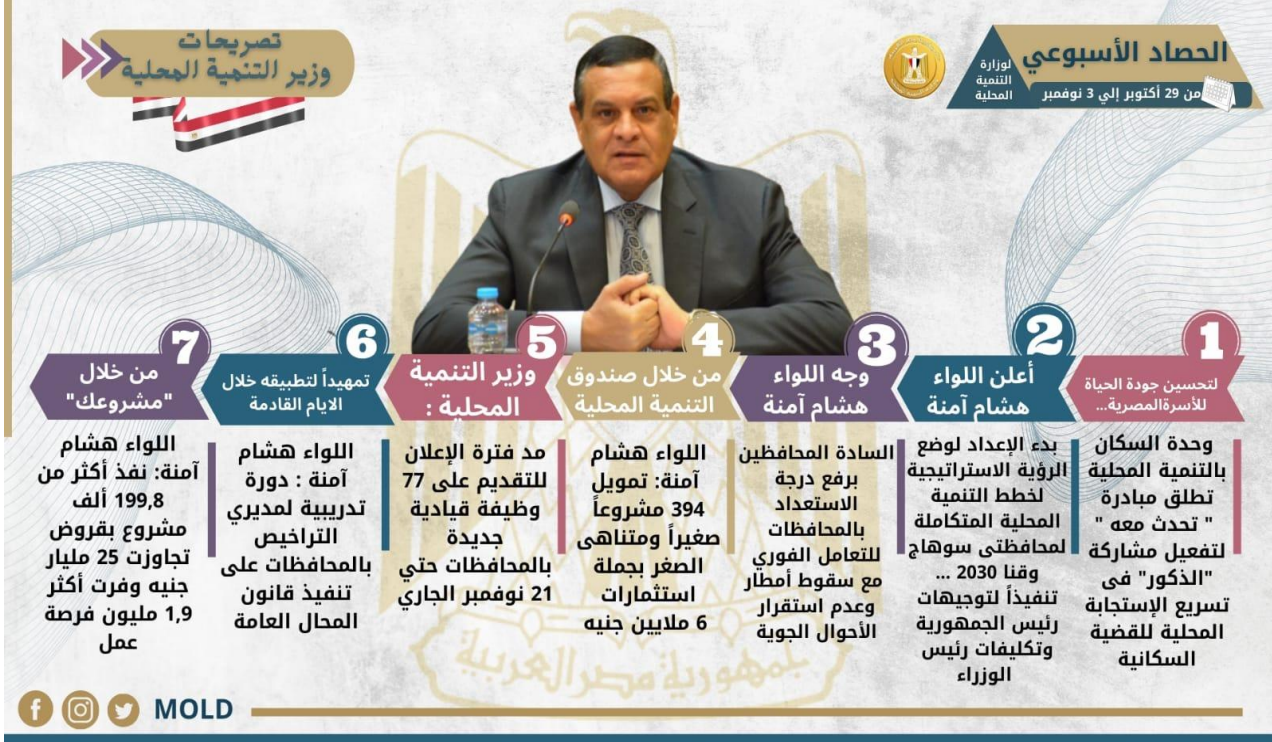 الحصاد الأسبوعي
لوزارة
التنمية
المحلية
من 29 أكتوبر إلي 3 نوفمبر
تصريحات
وزير التنمية المحلية
1
لتحسين جودة الحياة
للأسرةالمصرية...
وحدة السكان
بالتنمية المحلية
تطلق مبادرة
" تحدث معه "
لتفعيل مشاركة
"الذكور" فى
تسريع الإستجابة
المحلية للقضية
السكانية
2
أعلن اللواء
هشام آمنة
بدء الإعداد لوضع
الرؤية الاستراتيجية
لخطط التنمية
المحلية المتكاملة
لمحافظتى سوهاج
وقنا 2030 ...
تنفيذاً لتوجيهات
رئيس الجمهورية
وتكليفات رئيس
الوزراء
3
وجه اللواء
هشام آمنة
السادة المحافظين
برفع درجة
الاستعداد
بالمحافظات
للتعامل الفوري
مع سقوط أمطار
وعدم استقرار
الأحوال الجوية
4
من خلال صندوق
التنمية المحلية
اللواء هشام
آمنة: تمويل
394 مشروعاً
صغيراً ومتناهى
الصغر بجملة
استثمارات
6 ملايين جنيه
5
وزير التنمية
المحلية :
مد فترة الإعلان
للتقديم على 77
وظيفة قيادية
جديدة
بالمحافظات حتي
21 نوفمبر الجاري
6
تمهيداً لتطبيقه خلال
الايام القادمة
اللواء هشام
آمنة : دورة
تدريبية لمديري
التراخيص
بالمحافظات على
تنفيذ قانون
المحال العامة
7
من خلال
"مشروعك"
اللواء هشام
آمنة: نفذ أكثر من
199,8 ألف
مشروع بقروض
تجاوزت 25 مليار
جنيه وفرت أكثر
1,9 مليون فرصة
عمل
جمهورية مصر العربية
MOLD